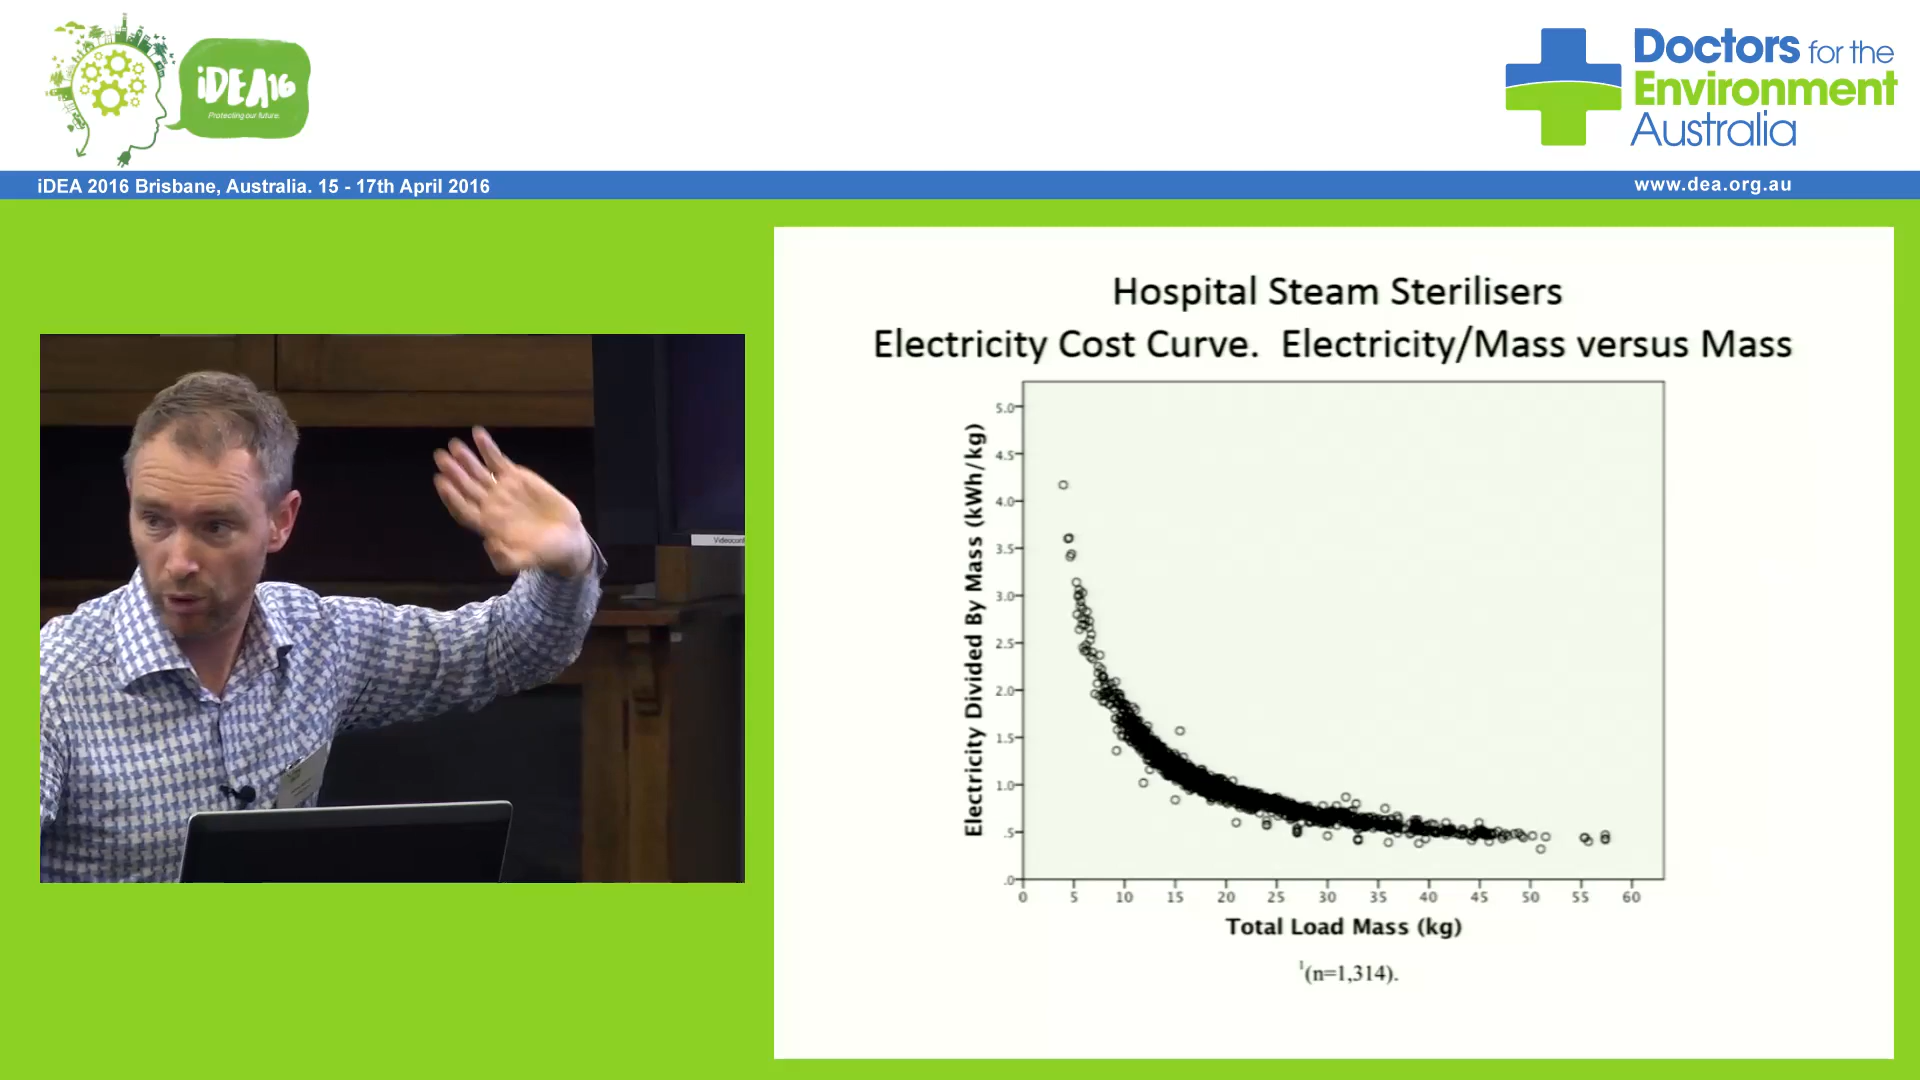 iDEA16
Protecting our future.
Doctors for the
Environment
Australia
iDEA 2016 Brisbane, Australia. 15 - 17th April 2016
www.dea.org.au
Hospital Steam Sterilisers
Electricity Cost Curve. Electricity/Mass versus Mass
Electricity Divided By Mass (kWh/kg)
5.0
4.5
4.0
3.5
3.0
2.5
2.0
1.5
1.0
.5
.0
0 5 10 15 20 25 30 35 40 45 50 55 60
Total Load Mass (kg)
1(n=1,314).